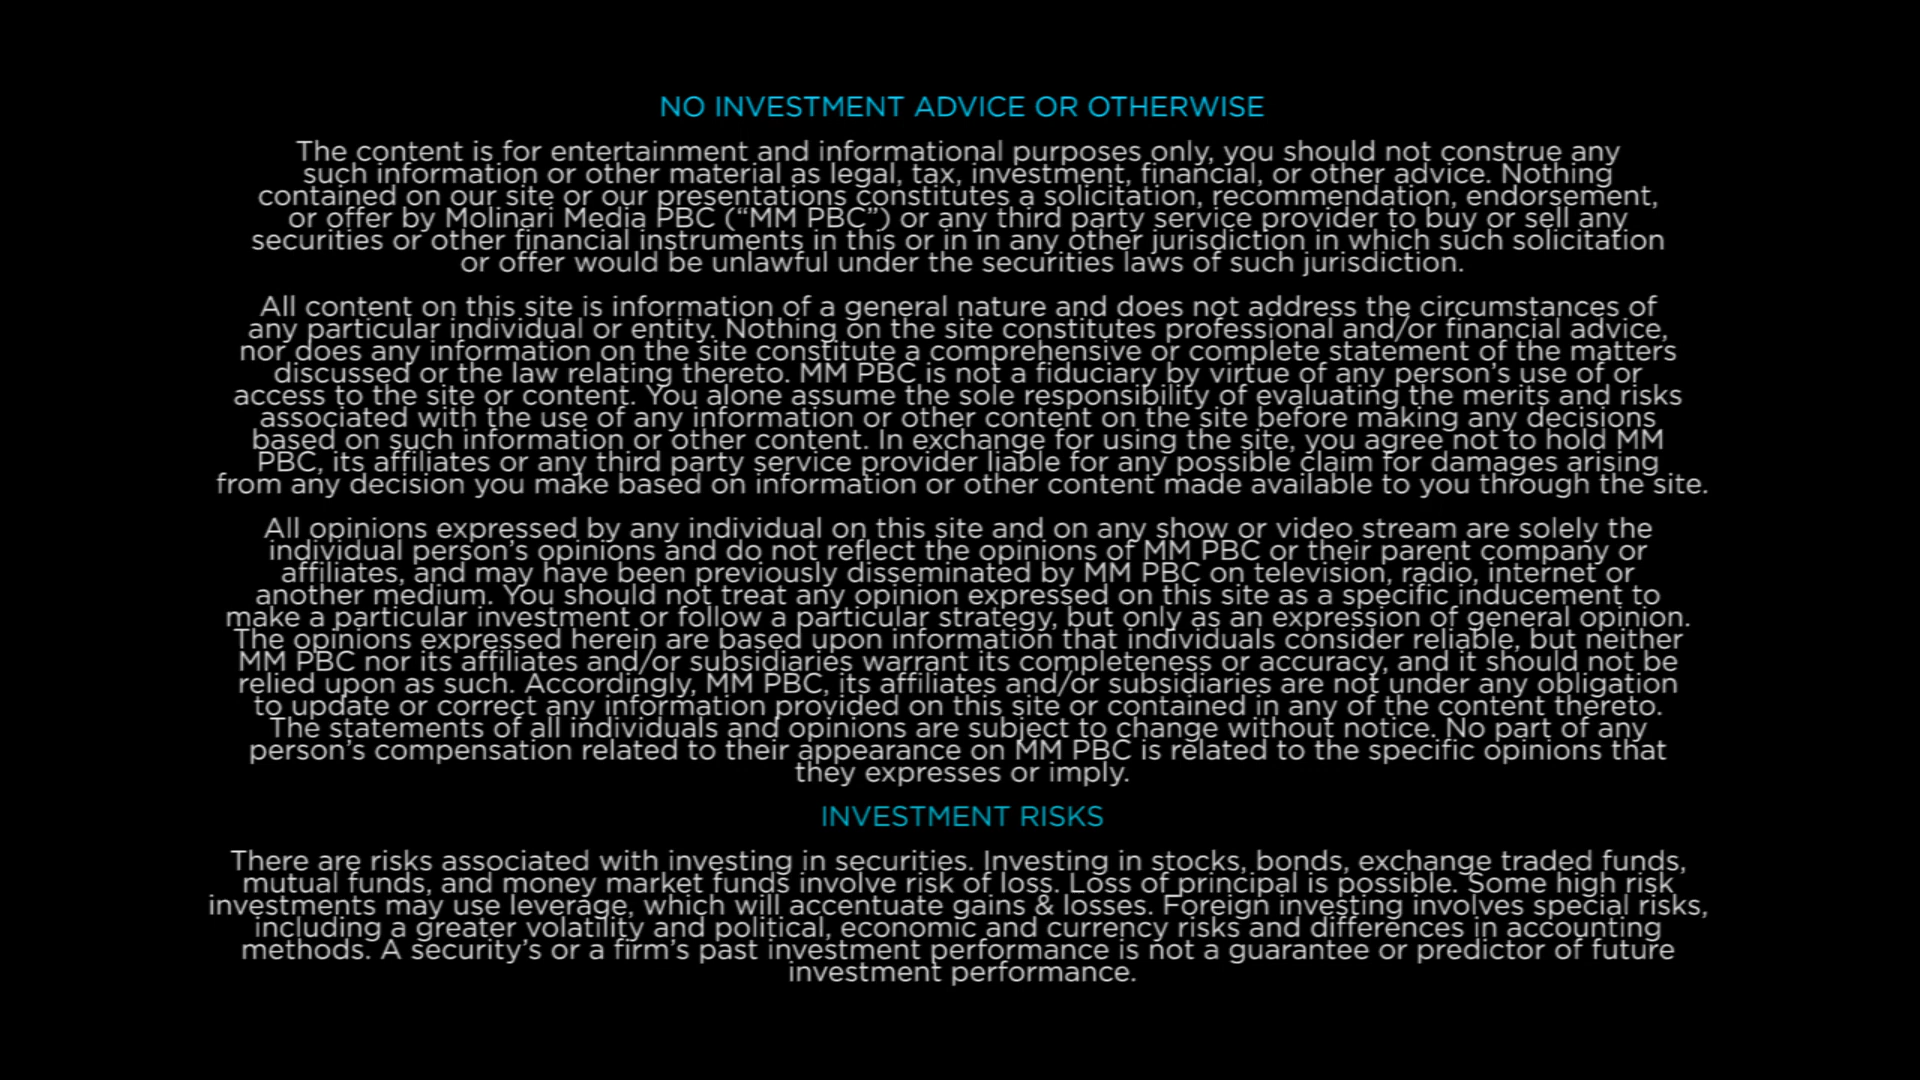 NO INVESTMENT ADVICE OR OTHERWISE
The content is for entertainment and informational purposes only, you should not construe any
such information or other material as legal, tax, investment, financial, or other advice. Nothing
contained on our site or our presentations constitutes a solicitation, recommendation, endorsement,
or offer by Molinari Media PBC (“MM PBC”) or any third party service provider to buy or sell any
securities or other financial instruments in this or in in any other jurisdiction in which such solicitation
or offer would be unlawful under the securities laws of such jurisdiction.
All content on this site is information of a general nature and does not address the circumstances of
any particular individual or entity. Nothing on the site constitutes professional and/or financial advice,
nor does any information on the site constitute a comprehensive or complete statement of the matters
discussed or the law relating thereto. MM PBC is not a fiduciary by virtue of any person’s use of or
access to the site or content. You alone assume the sole responsibility of evaluating the merits and risks
associated with the use of any information or other content on the site before making any decisions
based on such information or other content. In exchange for using the site, you agree not to hold MM
PBC, its affiliates or any third party service provider liable for any possible claim for damages arising
from any decision you make based on information or other content made available to you through the site.
All opinions expressed by any individual on this site and on any show or video stream are solely the
individual person’s opinions and do not reflect the opinions of MM PBC or their parent company or
affiliates, and may have been previously disseminated by MM PBC on television, radio, internet or
another medium. You should not treat any opinion expressed on this site as a specific inducement to
make a particular investment or follow a particular strategy, but only as an expression of general opinion.
The opinions expressed herein are based upon information that individuals consider reliable, but neither
MM PBC nor its affiliates and/or subsidiaries warrant its completeness or accuracy, and it should not be
relied upon as such. Accordingly, MM PBC, its affiliates and/or subsidiaries are not under any obligation
to update or correct any information provided on this site or contained in any of the content thereto.
The statements of all individuals and opinions are subject to change without notice. No part of any
person’s compensation related to their appearance on MM PBC is related to the specific opinions that
they expresses or imply.
INVESTMENT RISKS
There are risks associated with investing in securities. Investing in stocks, bonds, exchange traded funds,
mutual funds, and money market funds involve risk of loss. Loss of principal is possible. Some high risk
investments may use leverage, which will accentuate gains & losses. Foreign investing involves special risks,
including a greater volatility and political, economic and currency risks and differences in accounting
methods. A security’s or a firm’s past investment performance is not a guarantee or predictor of future
investment performance.